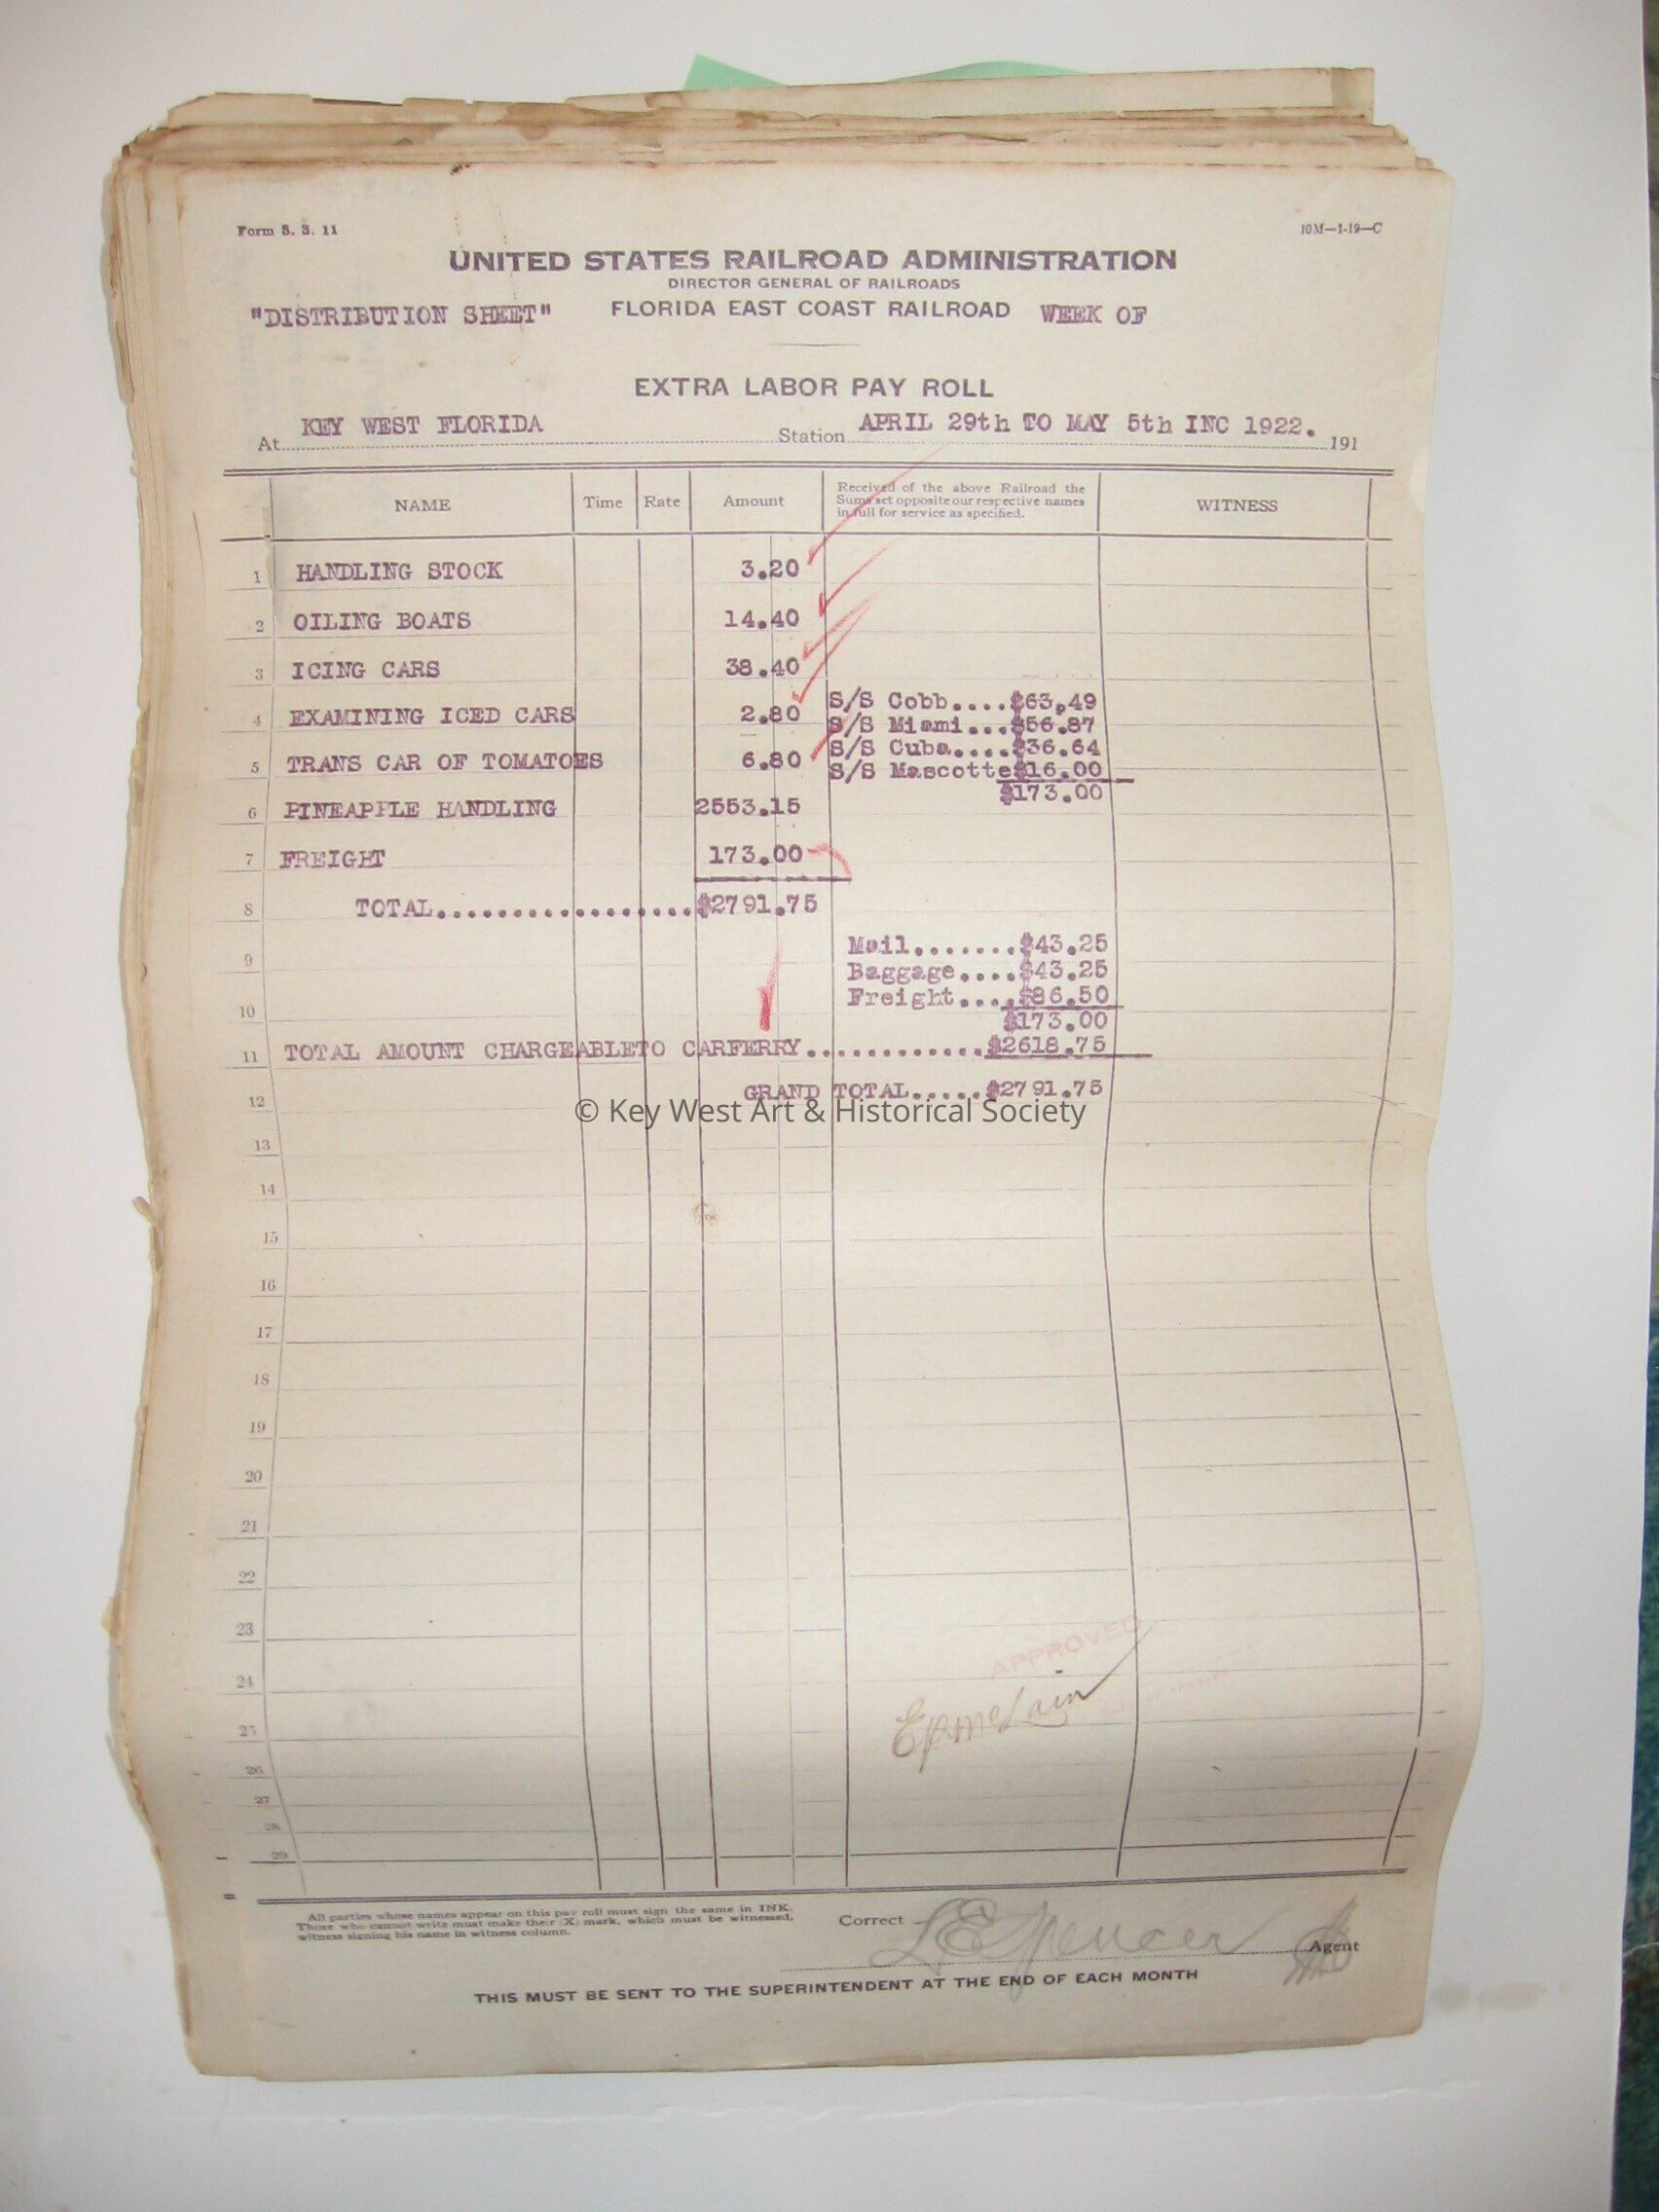 Form S. S. 11
10M—1-19—C
UNITED STATES RAILROAD ADMINISTRATION
DIRECTOR GENERAL OF RAILROADS
"DISTRIBUTION SHEET" FLORIDA EAST COAST RAILROAD WEEK OF
EXTRA LABOR PAY ROLL
At KEY WEST FLORIDA Station APRIL 29th TO MAY 5th INC 1922. 191
NAME Time Rate Amount Received of the above Railroad the Sums set opposite our respective names in full for service as specified. WITNESS
1 HANDLING STOCK 3.20
2 OILING BOATS 14.40
3 ICING CARS 38.40
S/S Cobb....$63,49
4 EXAMINING ICED CARS 2.80
S/S Miami...$56.87
S/S Cuba....$36.64
5 TRANS CAR OF TOMATOES 6.80
S/S Mascotte$16.00
$173.00
6 PINEAPPLE HANDLING 2553.15
7 FREIGHT 173.00
8 TOTAL..................$2791.75
Mail.......$43.25
9
Baggage....$43.25
Freight....$86.50
10
$173.00
11 TOTAL AMOUNT CHARGEABLETO CARFERRY............$2618.75
12 GRAND TOTAL.....$2791.75
© Key West Art & Historical Society
13
14
15
16
17
18
19
20
21
22
23
APPROVED
24
25
26
27
28
29
All parties whose names appear on this pay roll must sign the same in INK.
Those who cannot write must make their (X) mark, which must be witnessed,
witness signing his name in witness column.
Correct L E Spencer Agent
THIS MUST BE SENT TO THE SUPERINTENDENT AT THE END OF EACH MONTH